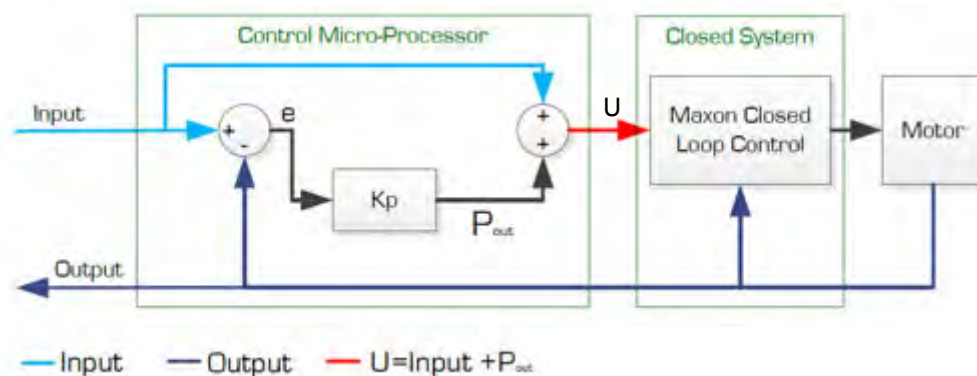 Control Micro-Processor
Closed System
Input
e
U
+
-
+
+
Maxon Closed
Loop Control
Motor
Kp
Pout
Output
Input
Output
U=Input +Pout